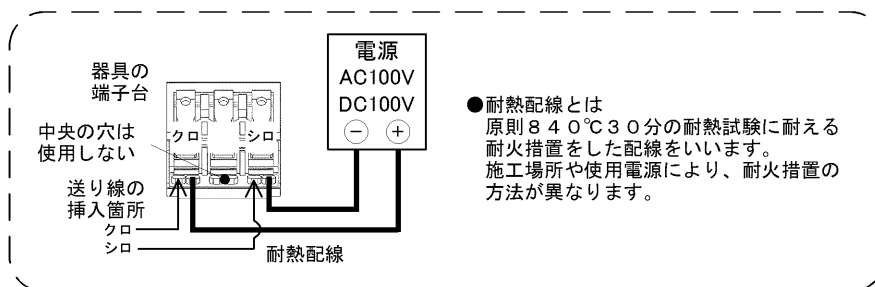 器具の
端子台
クロ
シロ
中央の穴は
使用しない
送り線の
挿入箇所
クロ
シロ
耐熱配線
電源
AC100V
DC100V
− +
●耐熱配線とは
原則840℃30分の耐熱試験に耐える
耐火措置をした配線をいいます。
施工場所や使用電源により、耐火措置の
方法が異なります。